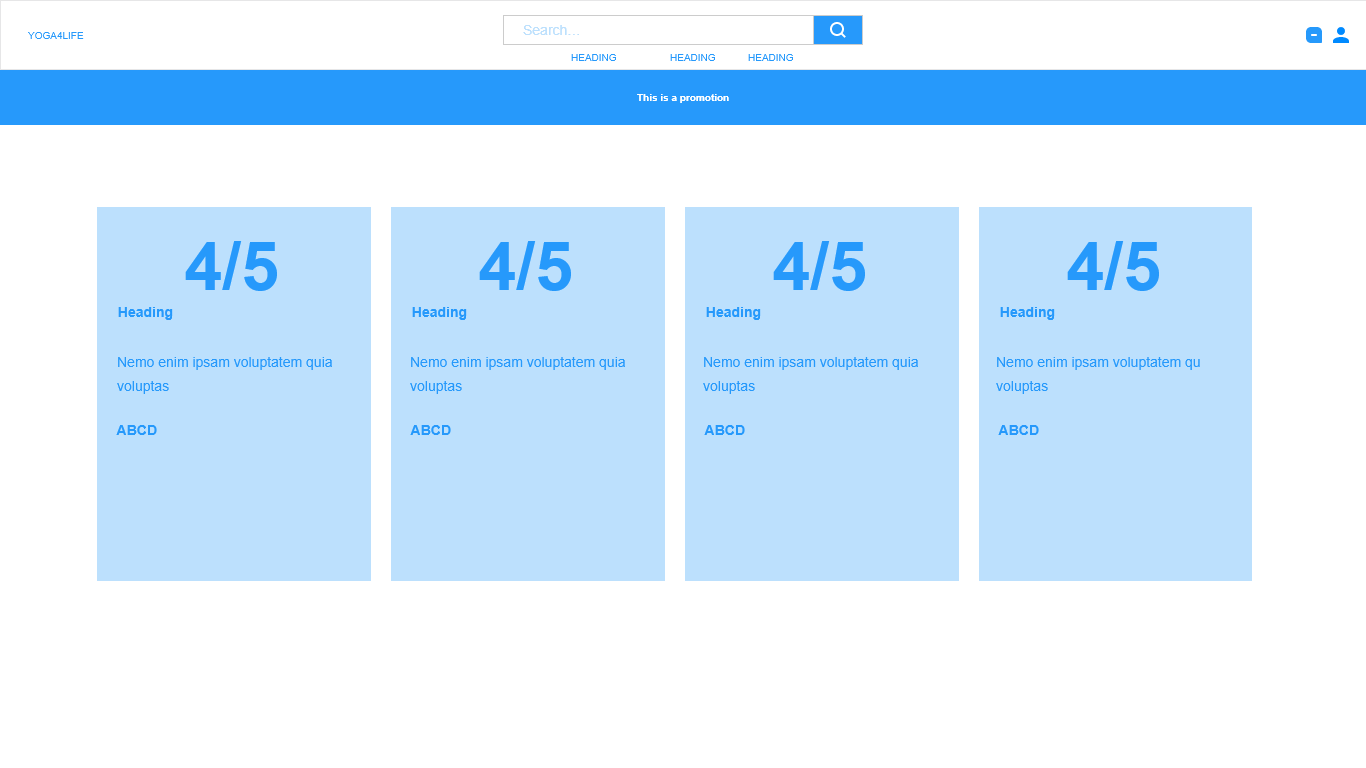 YOGA4LIFE
Search...
HEADING HEADING HEADING
This is a promotion
4/5
Heading
Nemo enim ipsam voluptatem quia
voluptas
ABCD
4/5
Heading
Nemo enim ipsam voluptatem quia
voluptas
ABCD
4/5
Heading
Nemo enim ipsam voluptatem quia
voluptas
ABCD
4/5
Heading
Nemo enim ipsam voluptatem qu
voluptas
ABCD